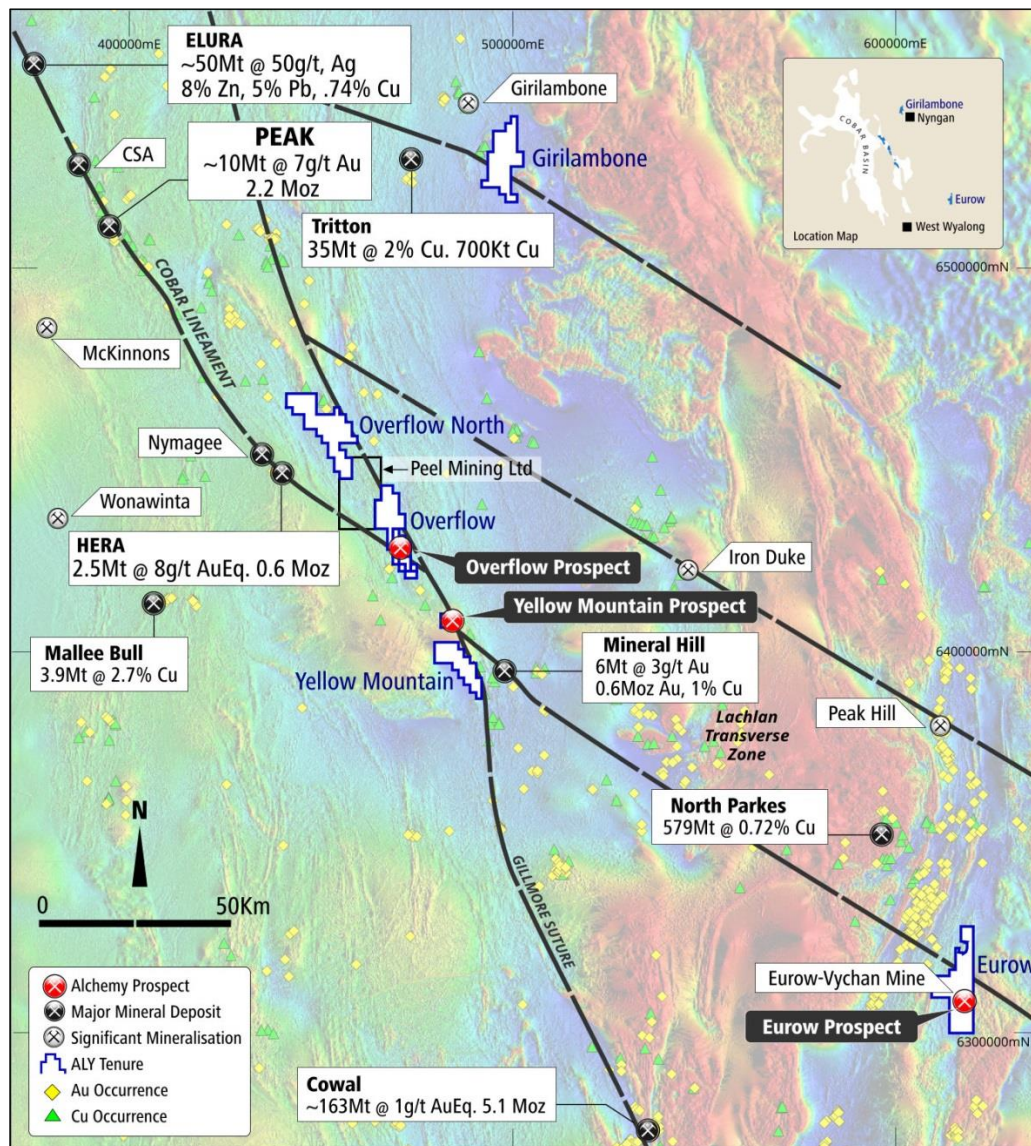 400000mE
500000mE
600000mE
ELURA
~50Mt @ 50g/t, Ag
8% Zn, 5% Pb, .74% Cu
Girilambone
CSA
PEAK
~10Mt @ 7g/t Au
2.2 Moz
Girilambone
Tritton
35Mt @ 2% Cu. 700Kt Cu
COBAR BASIN
Girilambone
Nyngan
Eurow
West Wyalong
Location Map
6500000mN
COBAR LINEAMENT
McKinnons
Overflow North
Nymagee
Peel Mining Ltd
Wonawinta
Overflow
HERA
2.5Mt @ 8g/t AuEq. 0.6 Moz
Overflow Prospect
Iron Duke
Yellow Mountain Prospect
Mallee Bull
3.9Mt @ 2.7% Cu
Mineral Hill
6Mt @ 3g/t Au
0.6Moz Au, 1% Cu
6400000mN
Yellow Mountain
Lachlan
Transverse
Zone
Peak Hill
N
North Parkes
579Mt @ 0.72% Cu
0
50Km
GILLMORE SUTURE
Eurow
Eurow-Vychan Mine
Eurow Prospect
6300000mN
Alchemy Prospect
Major Mineral Deposit
Significant Mineralisation
ALY Tenure
Au Occurrence
Cu Occurrence
Cowal
~163Mt @ 1g/t AuEq. 5.1 Moz